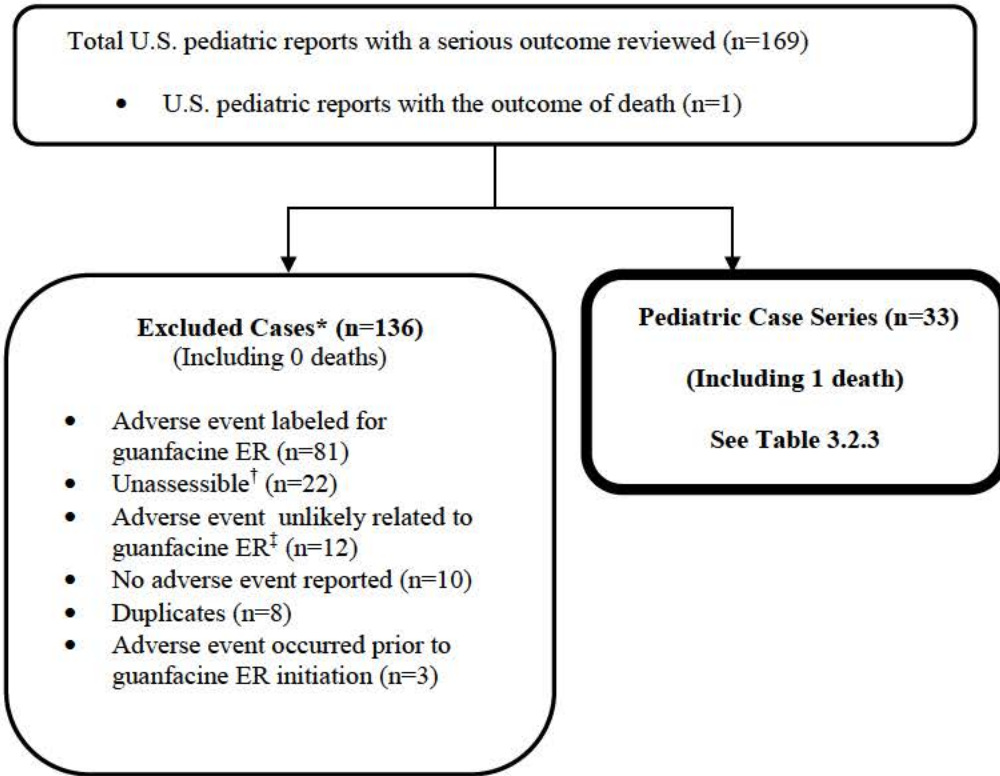 Total U.S. pediatric reports with a serious outcome reviewed (n=169)
• U.S. pediatric reports with the outcome of death (n=1)
Excluded Cases* (n=136)
(Including 0 deaths)
• Adverse event labeled for
guanfacine ER (n=81)
• Unassessible† (n=22)
• Adverse event unlikely related to
guanfacine ER‡ (n=12)
• No adverse event reported (n=10)
• Duplicates (n=8)
• Adverse event occurred prior to
guanfacine ER initiation (n=3)
Pediatric Case Series (n=33)
(Including 1 death)
See Table 3.2.3